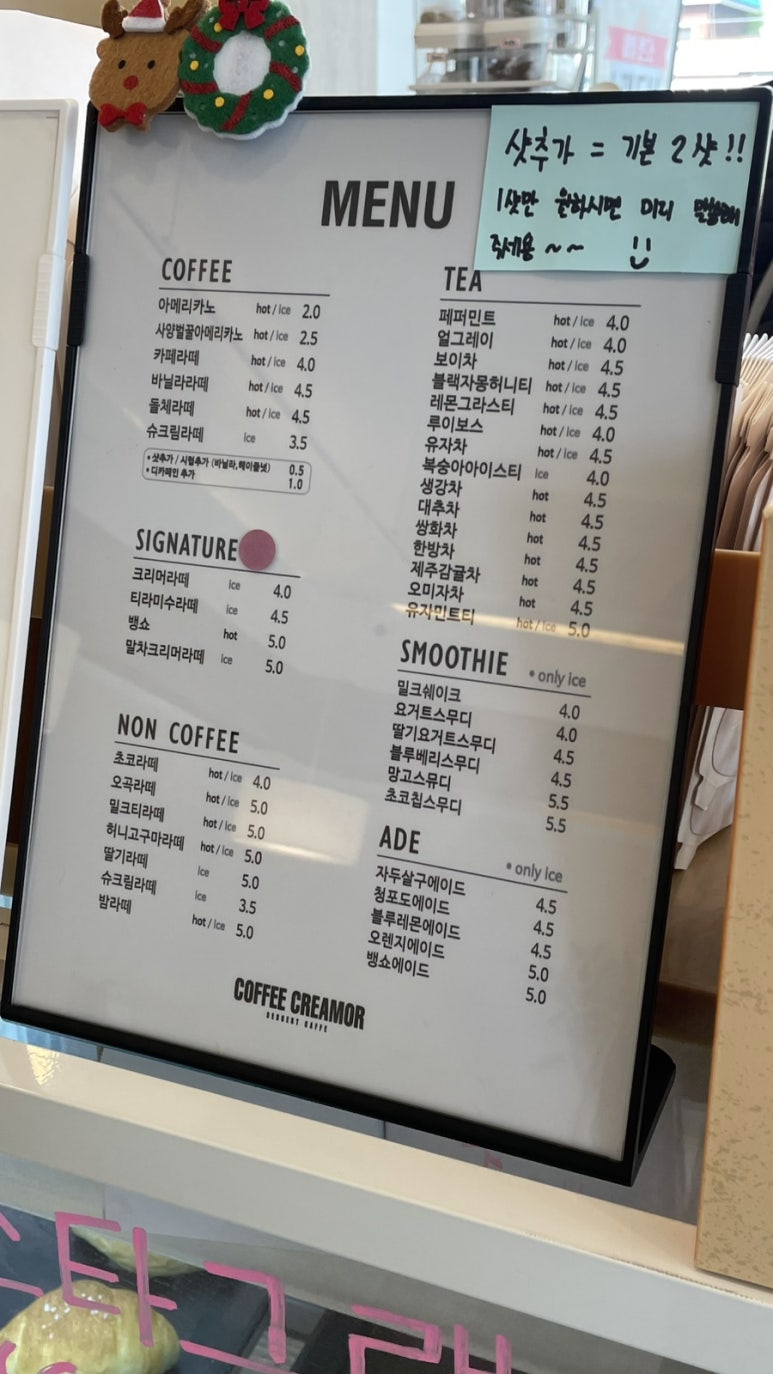 샷추가 = 기본 2샷!!
1샷만 원하시면 미리 말씀해
주세용 ~~
MENU
COFFEE
아메리카노 hot / ice 2.0
사양벌꿀아메리카노 hot / ice 2.5
카페라떼 hot / ice 4.0
바닐라라떼 hot / ice 4.5
돌체라떼 hot / ice 4.5
슈크림라떼 ice 3.5
• 샷추가 / 시럽추가 (바닐라,헤이즐넛) 0.5
• 디카페인 추가 1.0
SIGNATURE
크리머라떼 ice 4.0
티라미수라떼 ice 4.5
뱅쇼 hot 5.0
말차크리머라떼 ice 5.0
NON COFFEE
초코라떼 hot / ice 4.0
오곡라떼 hot / ice 5.0
밀크티라떼 hot / ice 5.0
허니고구마라떼 hot / ice 5.0
딸기라떼 ice 5.0
슈크림라떼 ice 3.5
밤라떼 hot / ice 5.0
TEA
페퍼민트 hot / ice 4.0
얼그레이 hot / ice 4.0
보이차 hot / ice 4.5
블랙자몽허니티 hot / ice 4.5
레몬그라스티 hot / ice 4.5
루이보스 hot / ice 4.0
유자차 hot / ice 4.5
복숭아아이스티 ice 4.0
생강차 hot 4.5
대추차 hot 4.5
쌍화차 hot 4.5
한방차 hot 4.5
제주감귤차 hot 4.5
오미자차 hot 4.5
유자민트티 hot / ice 5.0
SMOOTHIE • only ice
밀크쉐이크 4.0
요거트스무디 4.0
딸기요거트스무디 4.5
블루베리스무디 4.5
망고스뮤디 5.5
초코칩스무디 5.5
ADE • only ice
자두살구에이드 4.5
청포도에이드 4.5
블루레몬에이드 4.5
오렌지에이드 5.0
뱅쇼에이드 5.0
COFFEE CREAMOR
DESSERT CAFFE
스타그래